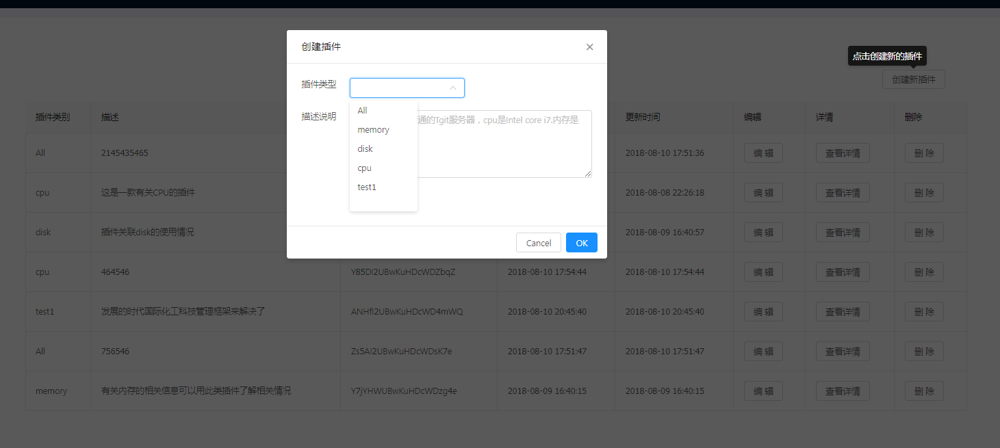 创建插件
点击创建新的插件
创建新插件
插件类型
All
memory
disk
cpu
test1
描述说明
通的Tgit服务器，cpu是Intel core i7.内存是
Cancel OK
插件类别 描述 更新时间 编辑 详情 删除
All 2145435465 2018-08-10 17:51:36 编 辑 查看详情 删 除
cpu 这是一款有关CPU的插件 2018-08-08 22:26:18 编 辑 查看详情 删 除
disk 插件关联disk的使用情况 2018-08-09 16:40:57 编 辑 查看详情 删 除
cpu 464546 Y85DI2UBwKuHDcWDZbqZ 2018-08-10 17:54:44 2018-08-10 17:54:44 编 辑 查看详情 删 除
test1 发展的时代国际化工科技管理框架来解决了 ANHfI2UBwKuHDcWD4mWQ 2018-08-10 20:45:40 2018-08-10 20:45:40 编 辑 查看详情 删 除
All 756546 Zs5AI2UBwKuHDcWDsK7e 2018-08-10 17:51:47 2018-08-10 17:51:47 编 辑 查看详情 删 除
memory 有关内存的相关信息可以用此类插件了解相关情况 Y7jYHWUBwKuHDcWDzg4e 2018-08-09 16:40:15 2018-08-09 16:40:15 编 辑 查看详情 删 除